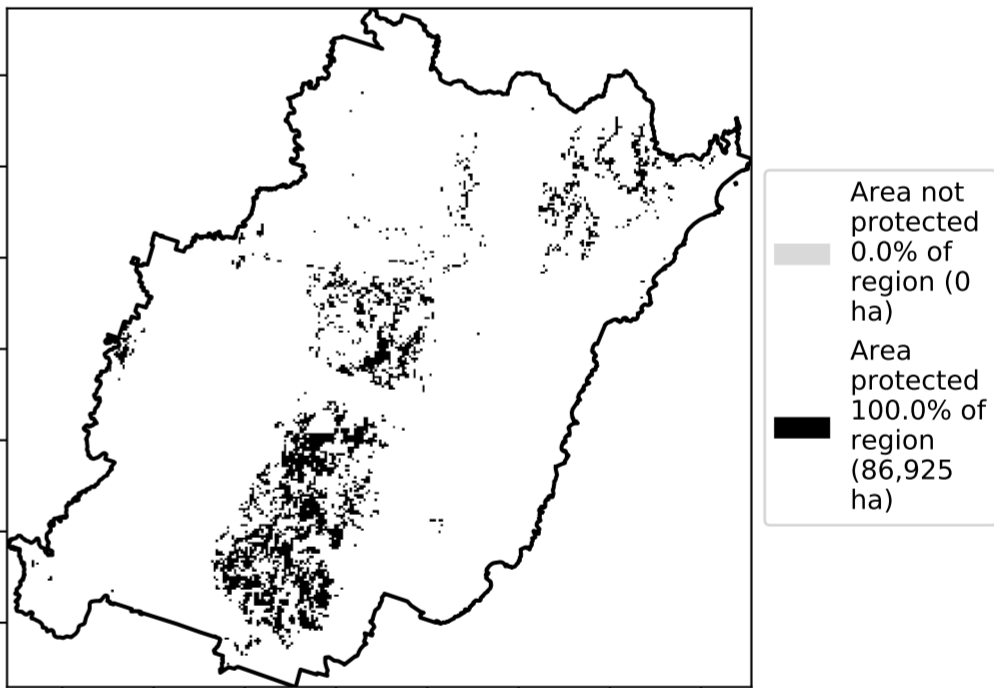 Area not
protected
0.0% of
region (0
ha)
Area
protected
100.0% of
region
(86,925
ha)